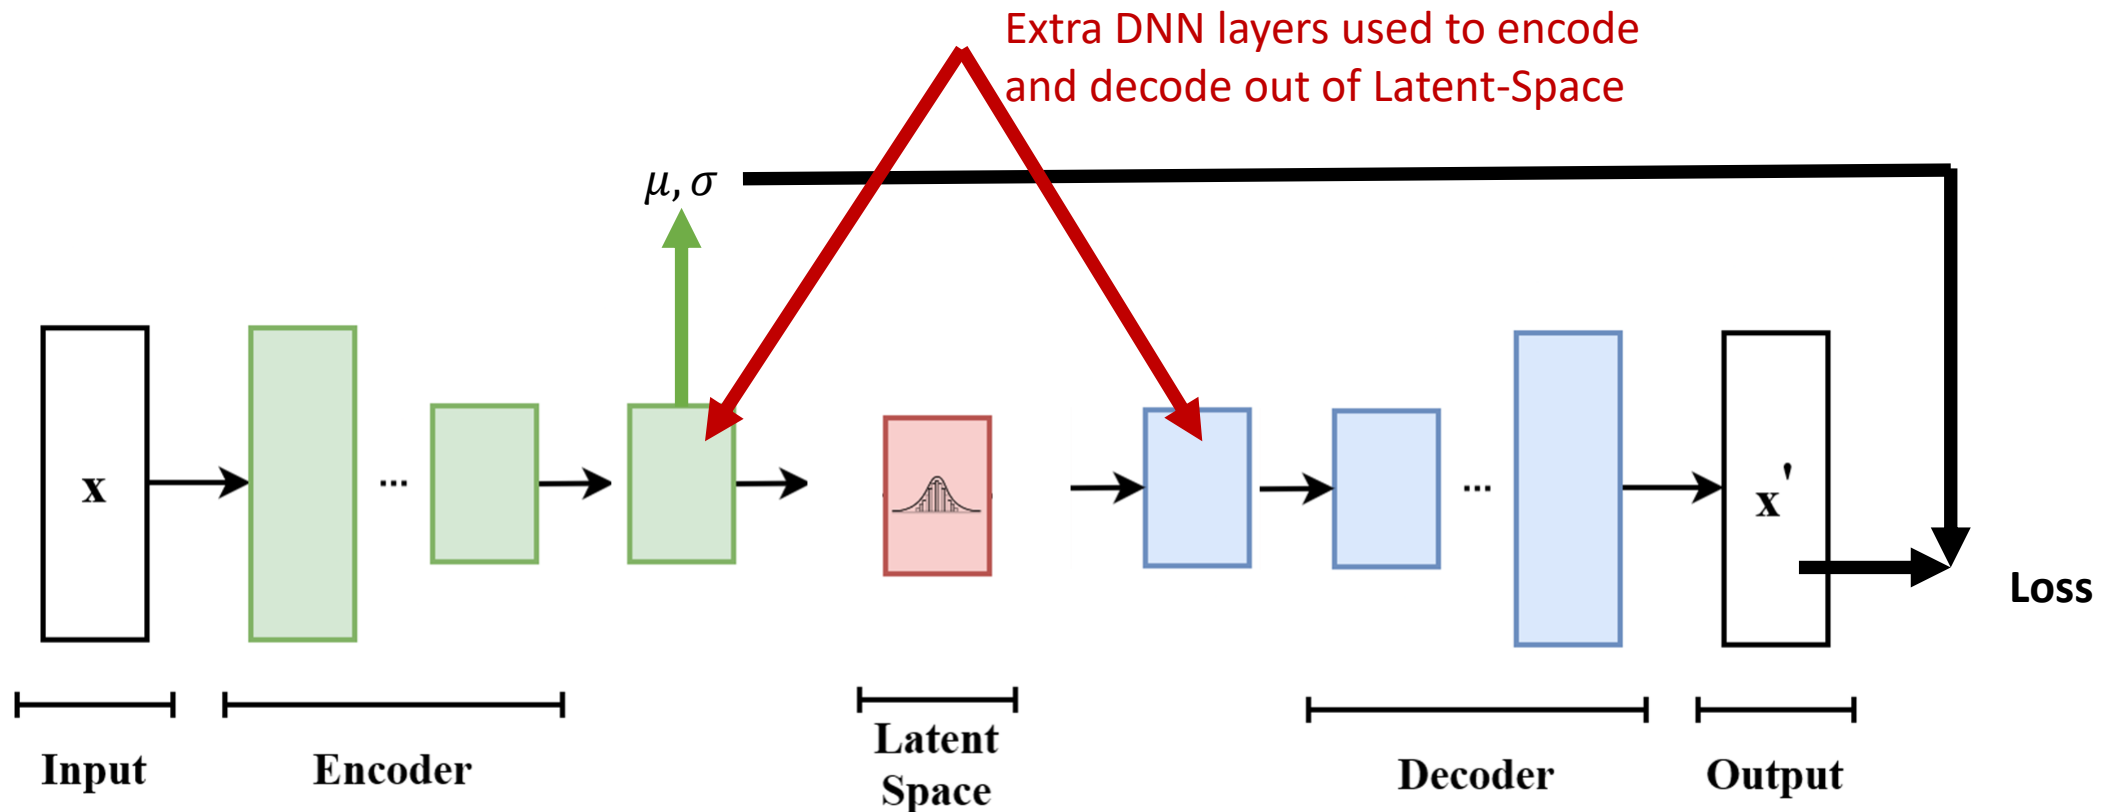 Extra DNN layers used to encode
and decode out of Latent-Space
μ, σ
x
...
...
x'
Loss
Input
Encoder
Latent
Space
Decoder
Output